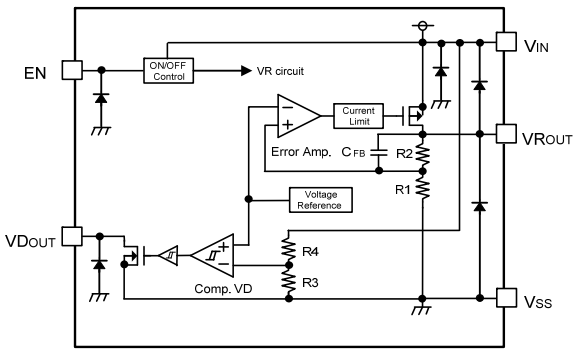 EN
ON/OFF
Control
VR circuit
VIN
Current
Limit
Error Amp.
CFB
R2
VROUT
R1
Voltage
Reference
VDOUT
R4
R3
Comp. VD
VSS